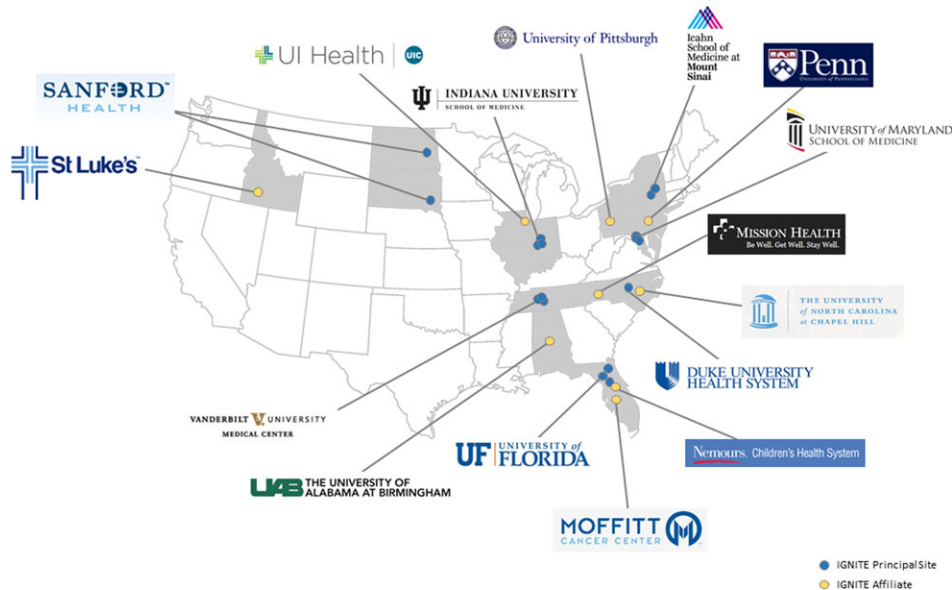 SANFORD™
HEALTH
St Luke's™
UI Health | UIC
INDIANA UNIVERSITY
SCHOOL OF MEDICINE
University of Pittsburgh
Icahn
School of
Medicine at
Mount
Sinai
Penn
UNIVERSITY of PENNSYLVANIA
UNIVERSITY of MARYLAND
SCHOOL OF MEDICINE
MISSION HEALTH
Be Well. Get Well. Stay Well.
THE UNIVERSITY
of NORTH CAROLINA
at CHAPEL HILL
DUKE UNIVERSITY
HEALTH SYSTEM
VANDERBILT V UNIVERSITY
MEDICAL CENTER
UF UNIVERSITY of
FLORIDA
Nemours. Children's Health System
UAB THE UNIVERSITY OF
ALABAMA AT BIRMINGHAM
MOFFITT
CANCER CENTER
M
IGNITE Principal Site
IGNITE Affiliate